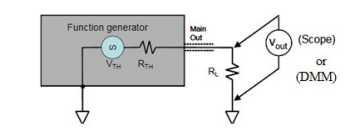 Function generator
Main
Out
V_TH
R_TH
R_L
V_out
(Scope)
or
(DMM)
S